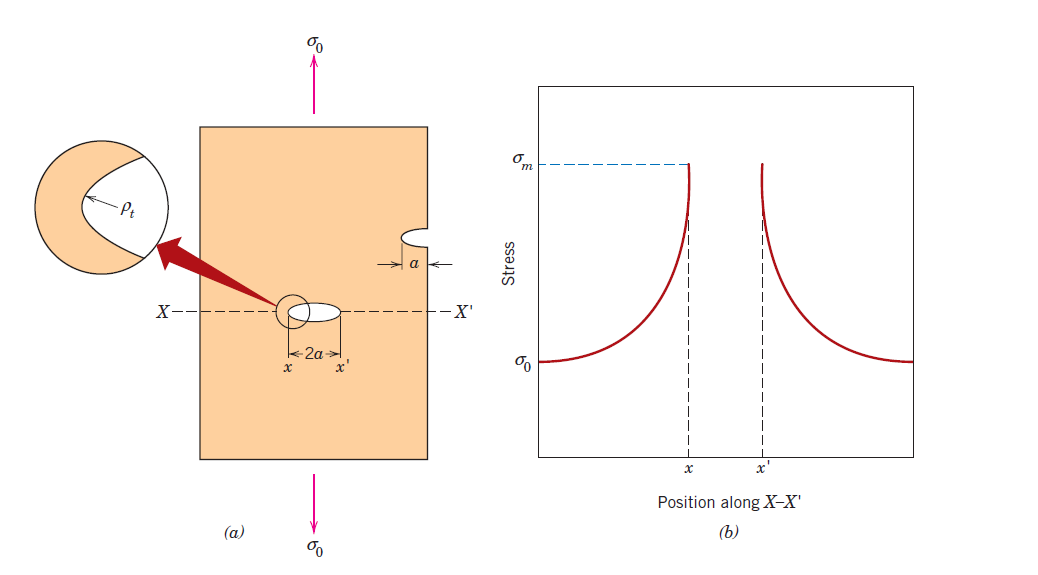 σ₀
ρₜ
a
X
X'
2a
x
x'
σ₀
(a)
σₘ
Stress
σ₀
x
x'
Position along X–X'
(b)